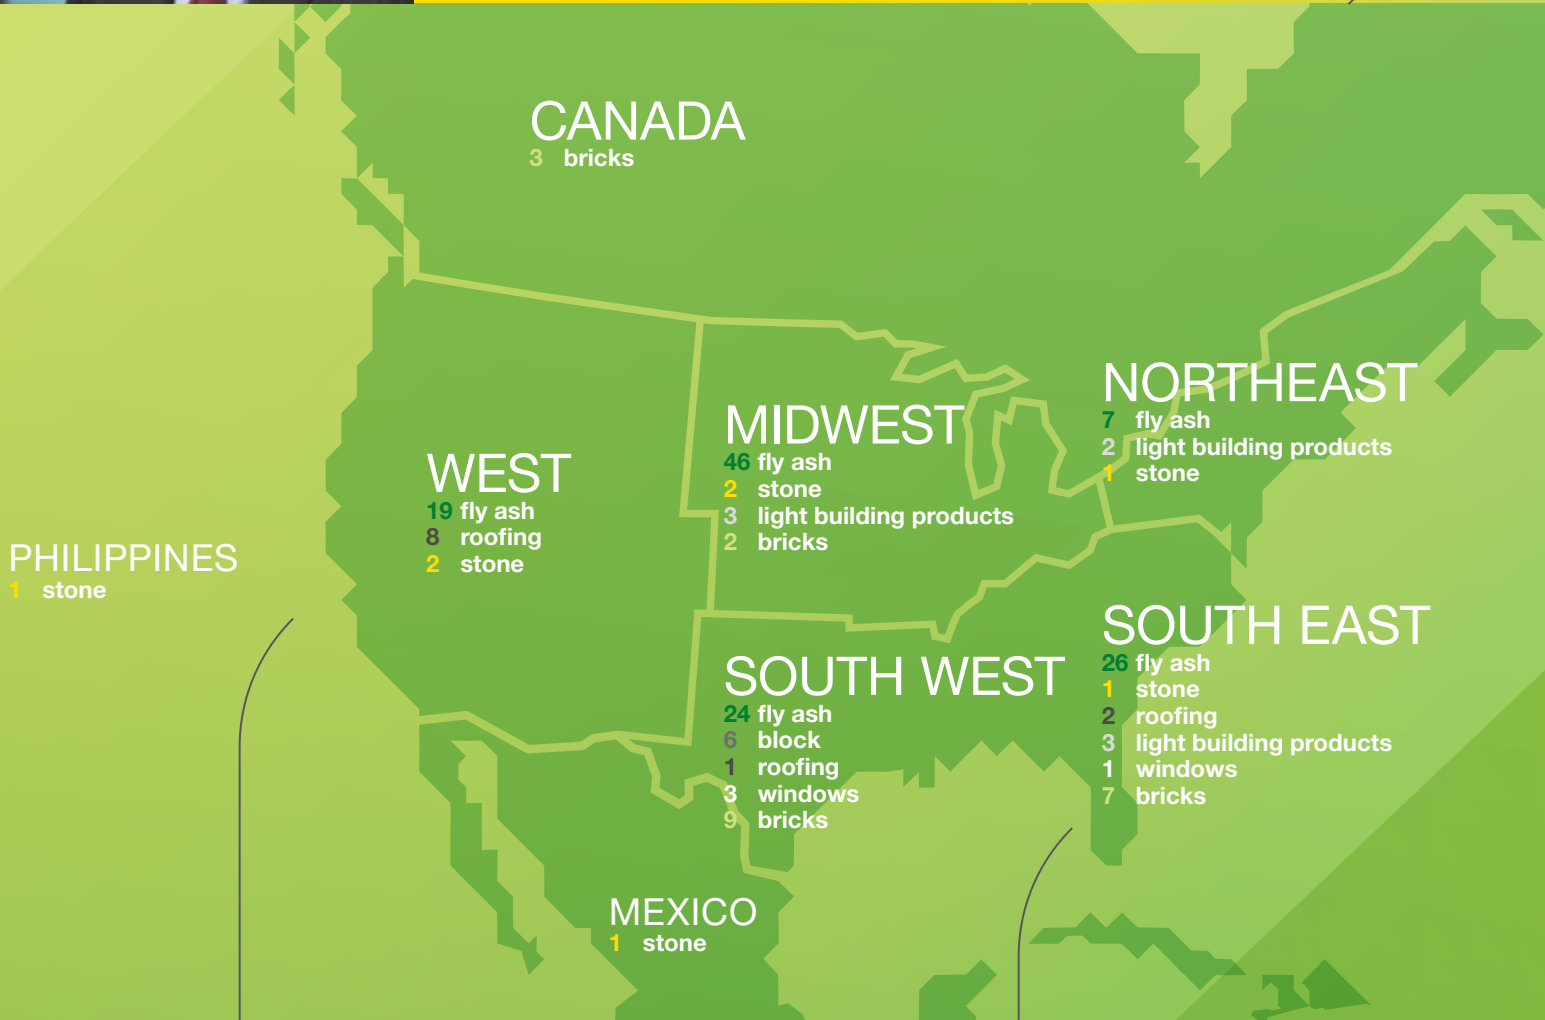 CANADA
3 bricks
NORTHEAST
7 fly ash
2 light building products
1 stone
MIDWEST
46 fly ash
2 stone
3 light building products
2 bricks
WEST
19 fly ash
8 roofing
2 stone
PHILIPPINES
1 stone
SOUTH EAST
26 fly ash
1 stone
2 roofing
3 light building products
1 windows
7 bricks
SOUTH WEST
24 fly ash
6 block
1 roofing
3 windows
9 bricks
MEXICO
1 stone